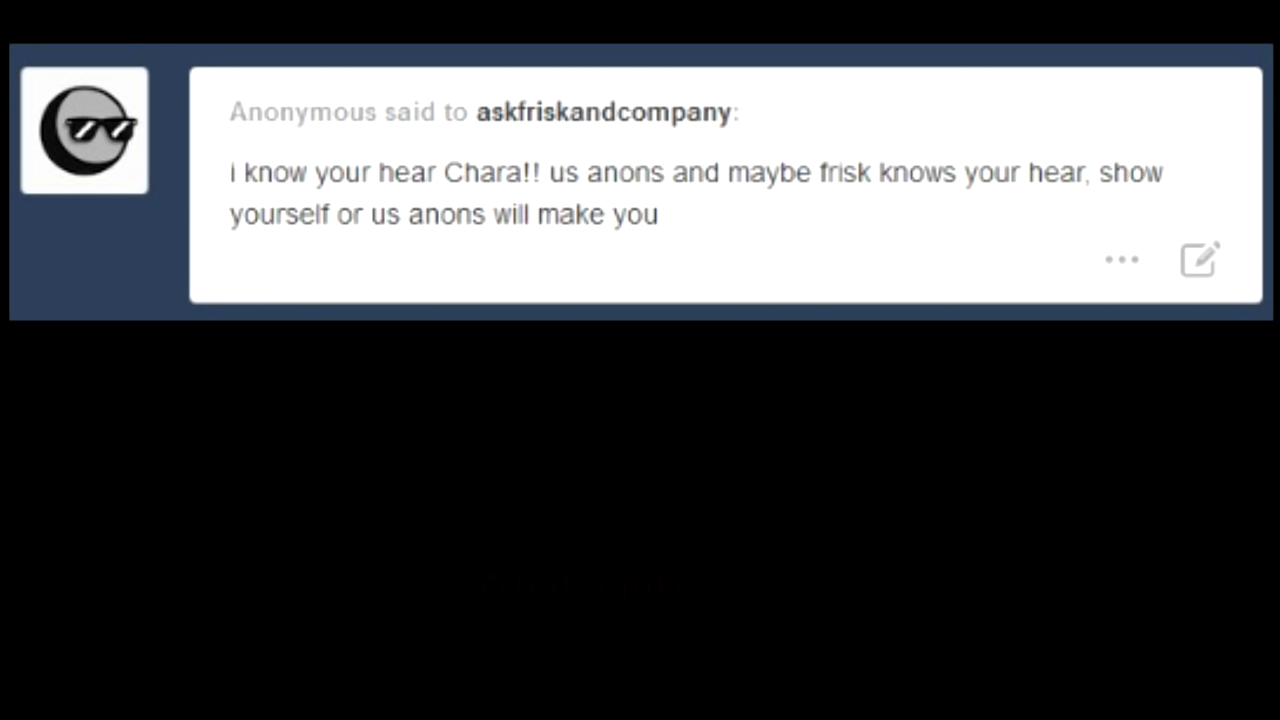 Anonymous said to askfriskandcompany:
i know your hear Chara!! us anons and maybe frisk knows your hear, show
yourself or us anons will make you